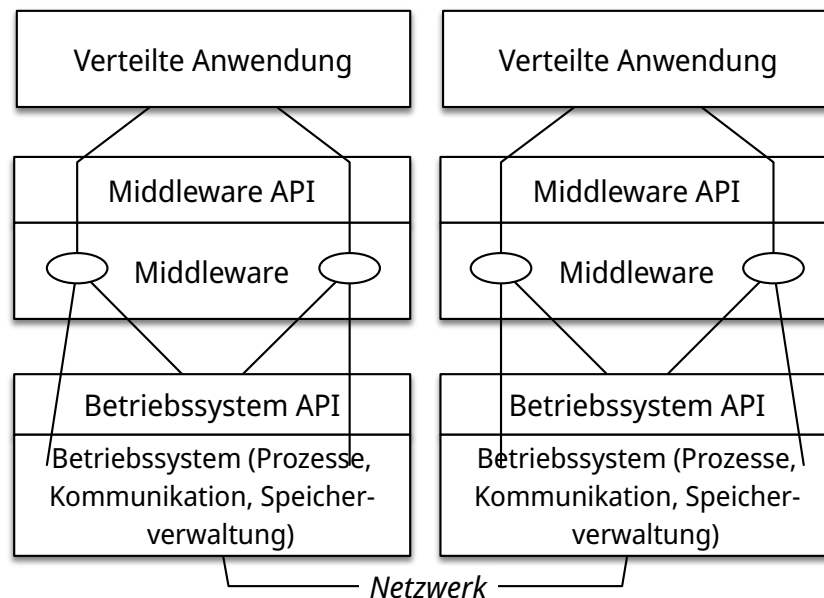 Verteilte Anwendung
Middleware API
Middleware
Betriebssystem API
Betriebssystem (Prozesse,
Kommunikation, Speicher-
verwaltung)
Verteilte Anwendung
Middleware API
Middleware
Betriebssystem API
Betriebssystem (Prozesse,
Kommunikation, Speicher-
verwaltung)
Netzwerk